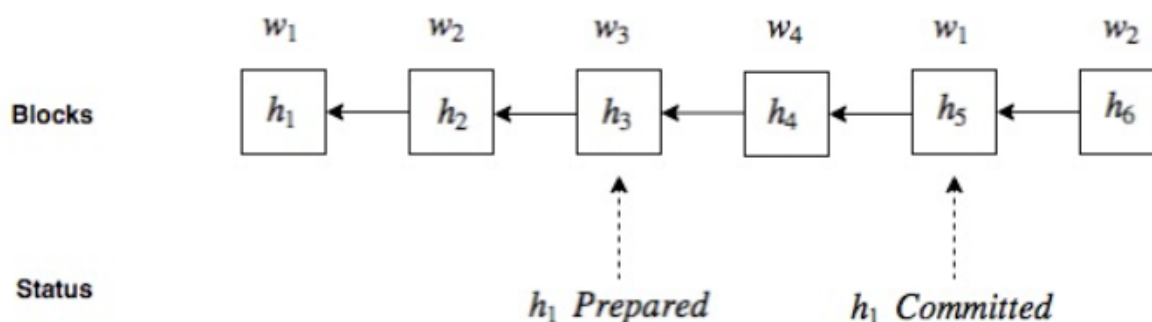 w₁ w₂ w₃ w₄ w₁ w₂
Blocks h₁ h₂ h₃ h₄ h₅ h₆
Status h₁ Prepared h₁ Committed